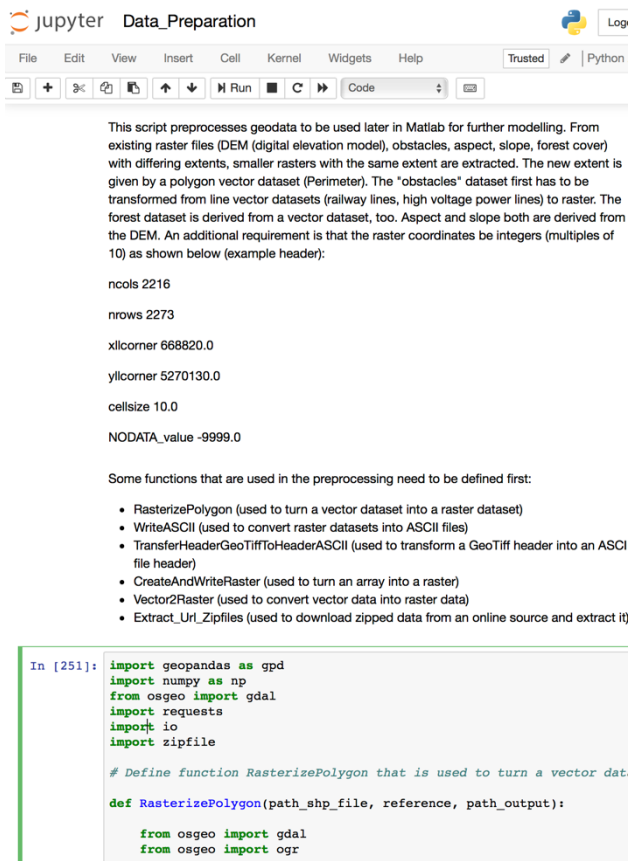 jupyter Data_Preparation
File Edit View Insert Cell Kernel Widgets Help Trusted Python
Run Code
This script preprocesses geodata to be used later in Matlab for further modelling. From
existing raster files (DEM (digital elevation model), obstacles, aspect, slope, forest cover)
with differing extents, smaller rasters with the same extent are extracted. The new extent is
given by a polygon vector dataset (Perimeter). The "obstacles" dataset first has to be
transformed from line vector datasets (railway lines, high voltage power lines) to raster. The
forest dataset is derived from a vector dataset, too. Aspect and slope both are derived from
the DEM. An additional requirement is that the raster coordinates be integers (multiples of
10) as shown below (example header):
ncols 2216
nrows 2273
xllcorner 668820.0
yllcorner 5270130.0
cellsize 10.0
NODATA_value -9999.0
Some functions that are used in the preprocessing need to be defined first:
• RasterizePolygon (used to turn a vector dataset into a raster dataset)
• WriteASCII (used to convert raster datasets into ASCII files)
• TransferHeaderGeoTiffToHeaderASCII (used to transform a GeoTiff header into an ASCI
file header)
• CreateAndWriteRaster (used to turn an array into a raster)
• Vector2Raster (used to convert vector data into raster data)
• Extract_Url_Zipfiles (used to download zipped data from an online source and extract it)
In [251]: import geopandas as gpd
import numpy as np
from osgeo import gdal
import requests
import io
import zipfile
# Define function RasterizePolygon that is used to turn a vector dat
def RasterizePolygon(path_shp_file, reference, path_output):
from osgeo import gdal
from osgeo import ogr